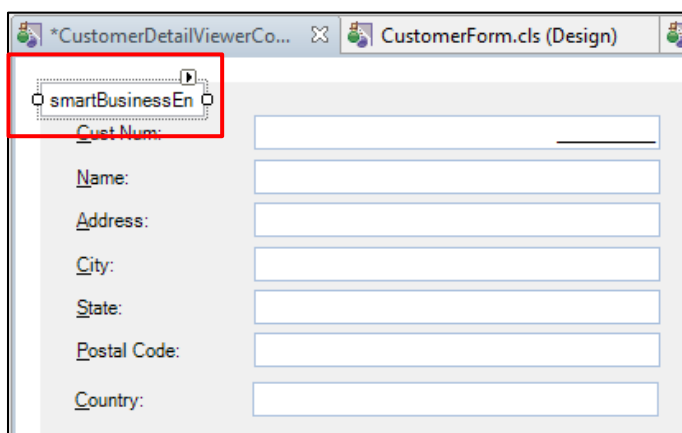 *CustomerDetailViewerCo... CustomerForm.cls (Design)
smartBusinessEn
Cust Num:
Name:
Address:
City:
State:
Postal Code:
Country: